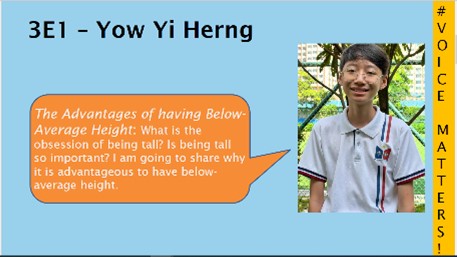 3E1 – Yow Yi Herng
The Advantages of having Below-
Average Height: What is the
obsession of being tall? Is being tall
so important? I am going to share why
it is advantageous to have below-
average height.
#VOICE MATTERS!